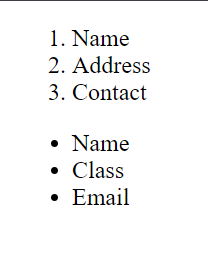 1. Name
2. Address
3. Contact
• Name
• Class
• Email